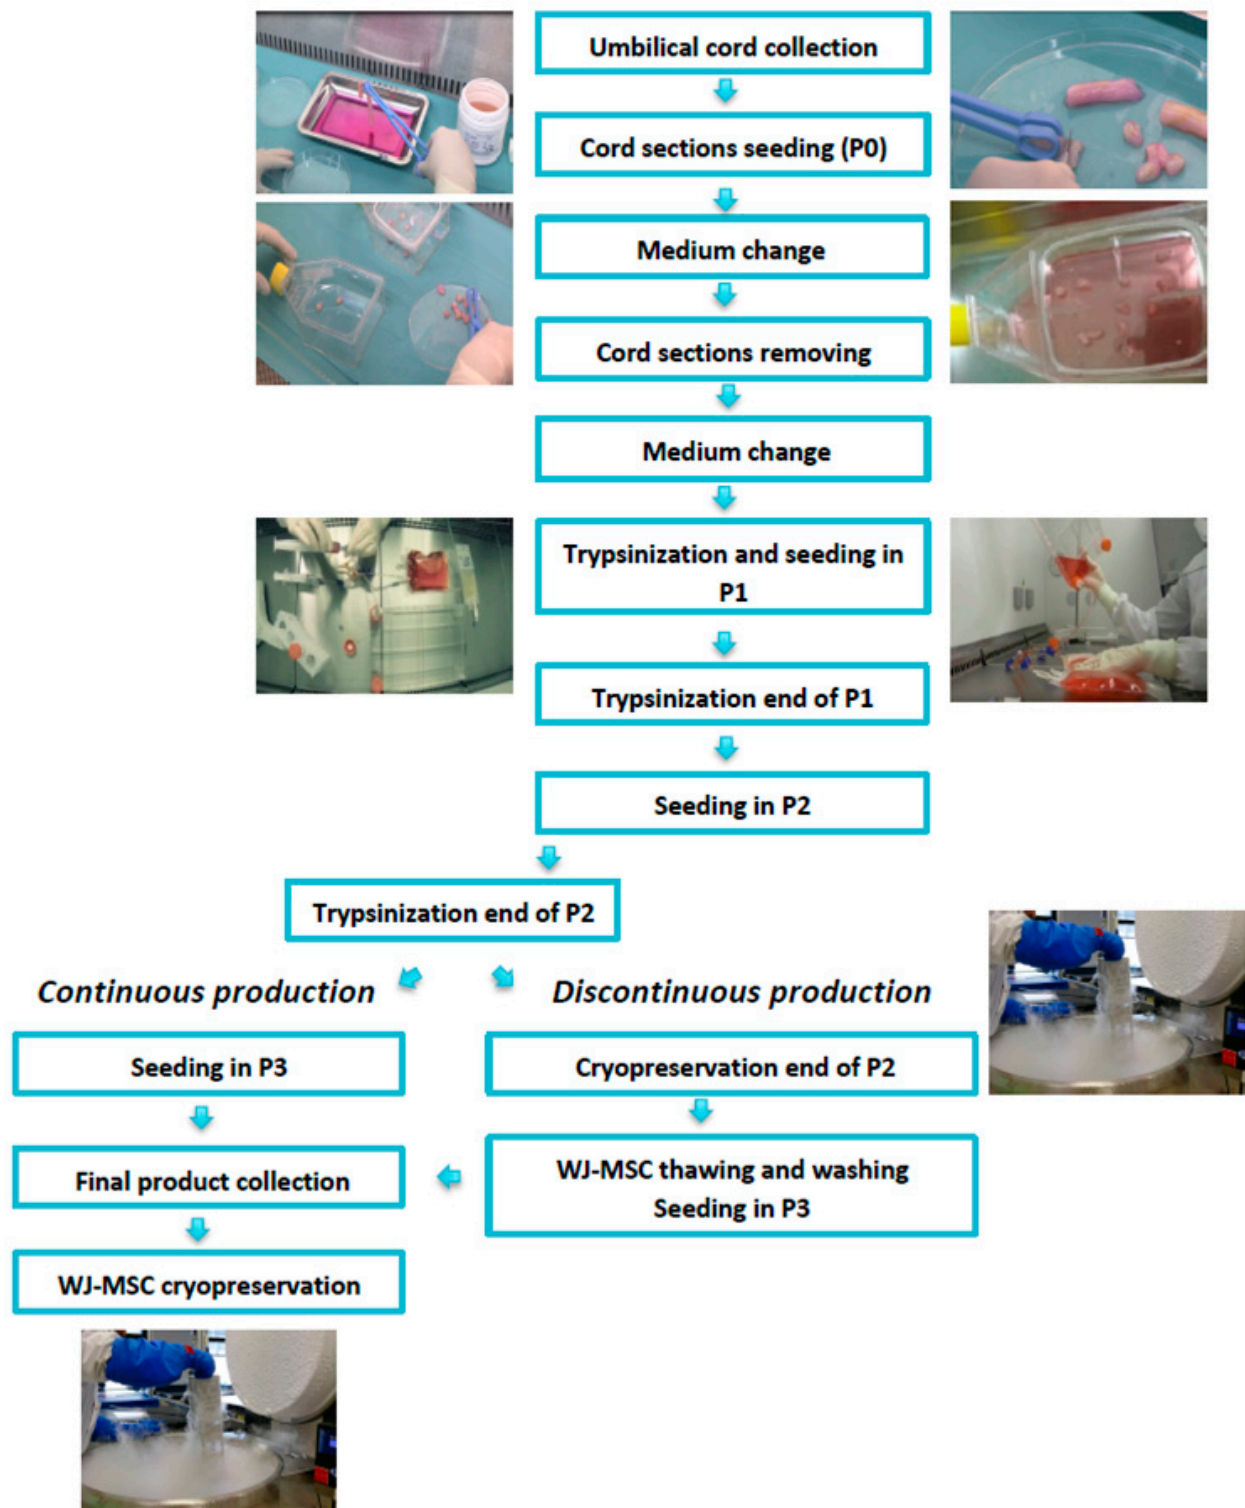 Umbilical cord collection
Cord sections seeding (P0)
Medium change
Cord sections removing
Medium change
Trypsinization and seeding in
P1
Trypsinization end of P1
Seeding in P2
Trypsinization end of P2
Continuous production
Discontinuous production
Seeding in P3
Cryopreservation end of P2
Final product collection
WJ-MSC thawing and washing
Seeding in P3
WJ-MSC cryopreservation